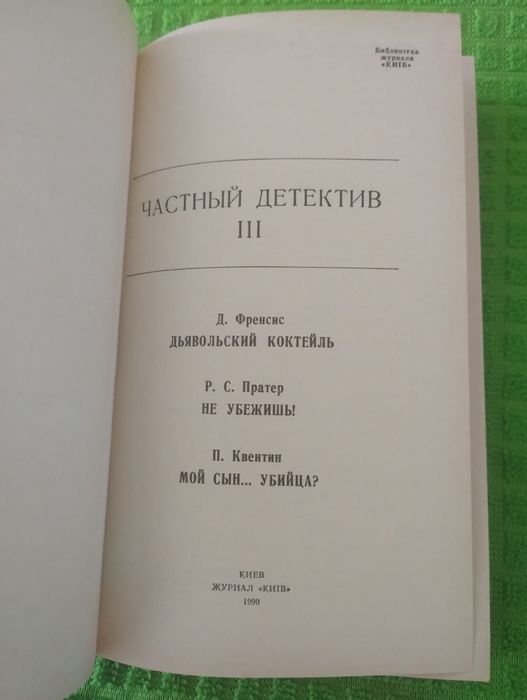 Библиотека
журнала
«КИЇВ»
ЧАСТНЫЙ ДЕТЕКТИВ
III
Д. Френсис
ДЬЯВОЛЬСКИЙ КОКТЕЙЛЬ
Р. С. Пратер
НЕ УБЕЖИШЬ!
П. Квентин
МОЙ СЫН... УБИЙЦА?
КИЕВ
ЖУРНАЛ «КИЇВ»
1990